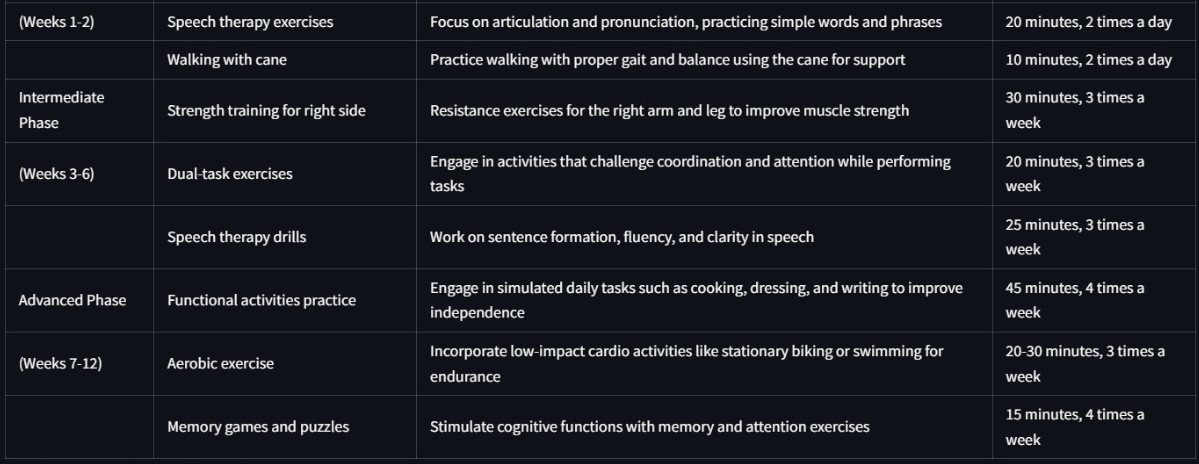 (Weeks 1-2)
Speech therapy exercises
Focus on articulation and pronunciation, practicing simple words and phrases
20 minutes, 2 times a day
Walking with cane
Practice walking with proper gait and balance using the cane for support
10 minutes, 2 times a day
Intermediate
Phase
Strength training for right side
Resistance exercises for the right arm and leg to improve muscle strength
30 minutes, 3 times a
week
(Weeks 3-6)
Dual-task exercises
Engage in activities that challenge coordination and attention while performing
tasks
20 minutes, 3 times a
week
Speech therapy drills
Work on sentence formation, fluency, and clarity in speech
25 minutes, 3 times a
week
Advanced Phase
Functional activities practice
Engage in simulated daily tasks such as cooking, dressing, and writing to improve
independence
45 minutes, 4 times a
week
(Weeks 7-12)
Aerobic exercise
Incorporate low-impact cardio activities like stationary biking or swimming for
endurance
20-30 minutes, 3 times a
week
Memory games and puzzles
Stimulate cognitive functions with memory and attention exercises
15 minutes, 4 times a
week